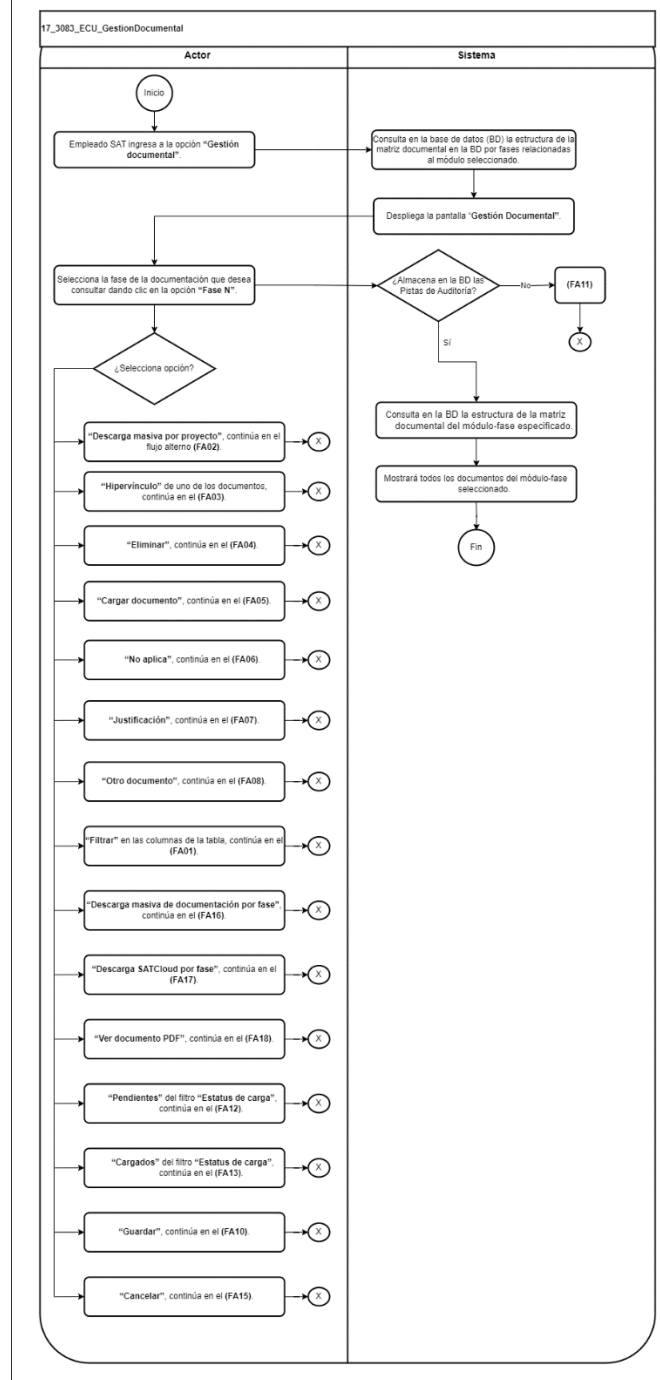 17_3083_ECU_GestionDocumental
Actor
Sistema
Inicio
Empleado SAT ingresa a la opción “Gestión
documental”.
Consulta en la base de datos (BD) la estructura de la
matriz documental en la BD por fases relacionadas
al módulo seleccionado.
Despliega la pantalla “Gestión Documental”.
Selecciona la fase de la documentación que desea
consultar dando clic en la opción “Fase N”.
¿Almacena en la BD las
Pistas de Auditoría?
No
(FA11)
X
Sí
¿Selecciona opción?
Consulta en la BD la estructura de la matriz
documental del módulo-fase especificado.
Mostrará todos los documentos del módulo-fase
seleccionado.
Fin
“Descarga masiva por proyecto”, continúa en el
flujo alterno (FA02).
X
“Hipervínculo” de uno de los documentos,
continúa en el (FA03).
X
“Eliminar”, continúa en el (FA04).
X
“Cargar documento”, continúa en el (FA05).
X
“No aplica”, continúa en el (FA06).
X
“Justificación”, continúa en el (FA07).
X
“Otro documento”, continúa en el (FA08).
X
“Filtrar” en las columnas de la tabla, continúa en el
(FA01).
X
“Descarga masiva de documentación por fase”,
continúa en el (FA16).
X
“Descarga SATCloud por fase”, continúa en el
(FA17).
X
“Ver documento PDF”, continúa en el (FA18).
X
“Pendientes” del filtro “Estatus de carga”,
continúa en el (FA12).
X
“Cargados” del filtro “Estatus de carga”,
continúa en el (FA13).
X
“Guardar”, continúa en el (FA10).
X
“Cancelar”, continúa en el (FA15).
X